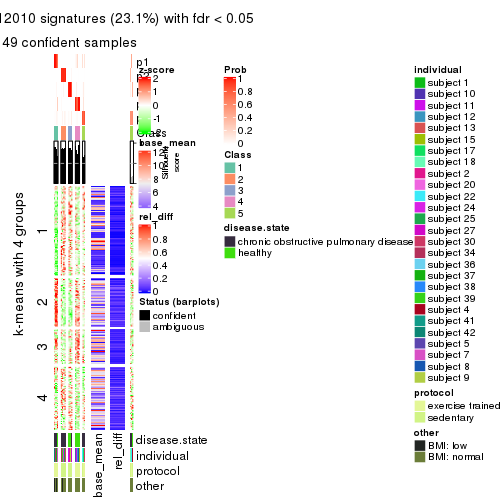 12010 signatures (23.1%) with fdr < 0.05
49 confident samples
p1
p2
z-score
2
1
0
-1
-2
Class
base_mean
12
10
8
6
4
Silhouette
score
rel_diff
1
0.8
0.6
0.4
0.2
0
Status (barplots)
confident
ambiguous
k-means with 4 groups
1
2
3
4
base_mean
rel_diff
disease.state
individual
protocol
other
Prob
1
0.8
0.6
0.4
0.2
0
Class
1
2
3
4
5
disease.state
chronic obstructive pulmonary disease
healthy
individual
subject 1
subject 10
subject 11
subject 12
subject 13
subject 15
subject 17
subject 18
subject 2
subject 20
subject 22
subject 24
subject 25
subject 27
subject 30
subject 34
subject 36
subject 37
subject 38
subject 39
subject 4
subject 41
subject 42
subject 5
subject 7
subject 8
subject 9
protocol
exercise trained
sedentary
other
BMI: low
BMI: normal